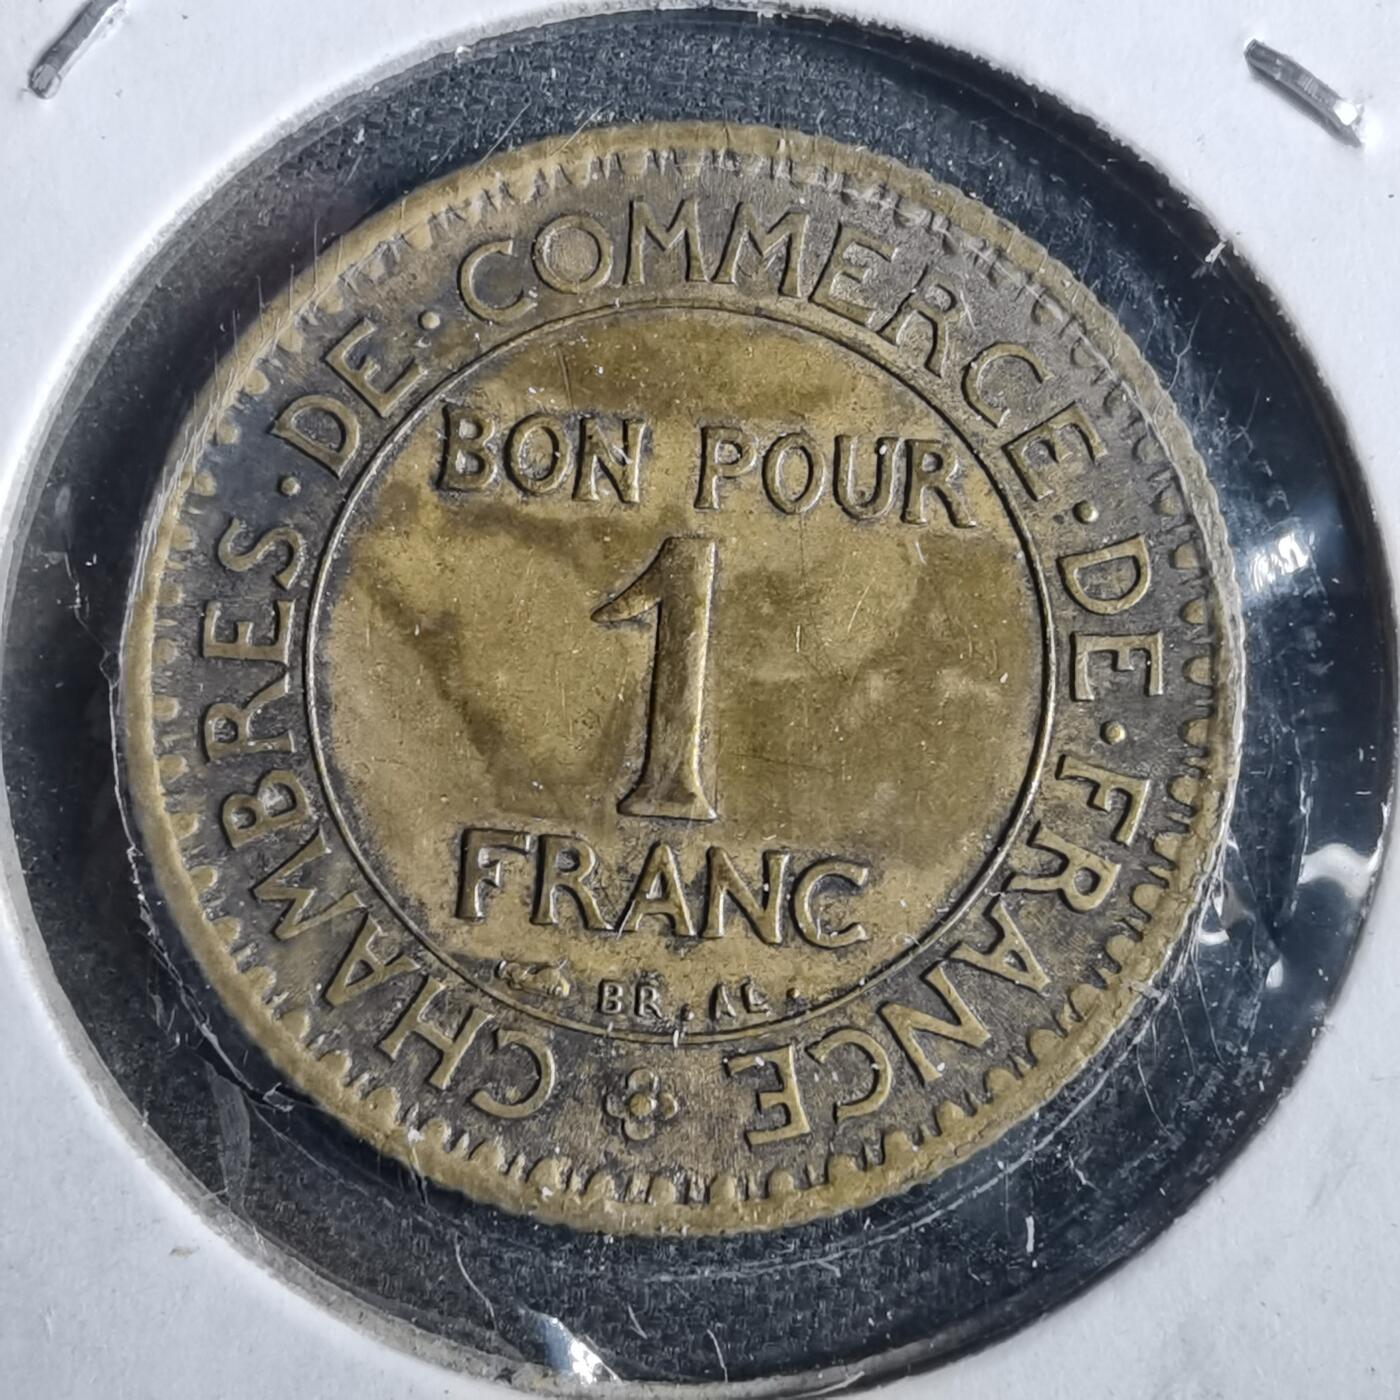 CHAMBRES · DE · COMMERCE · DE · FRANCE
BON POUR
1
FRANC
BR . AL .